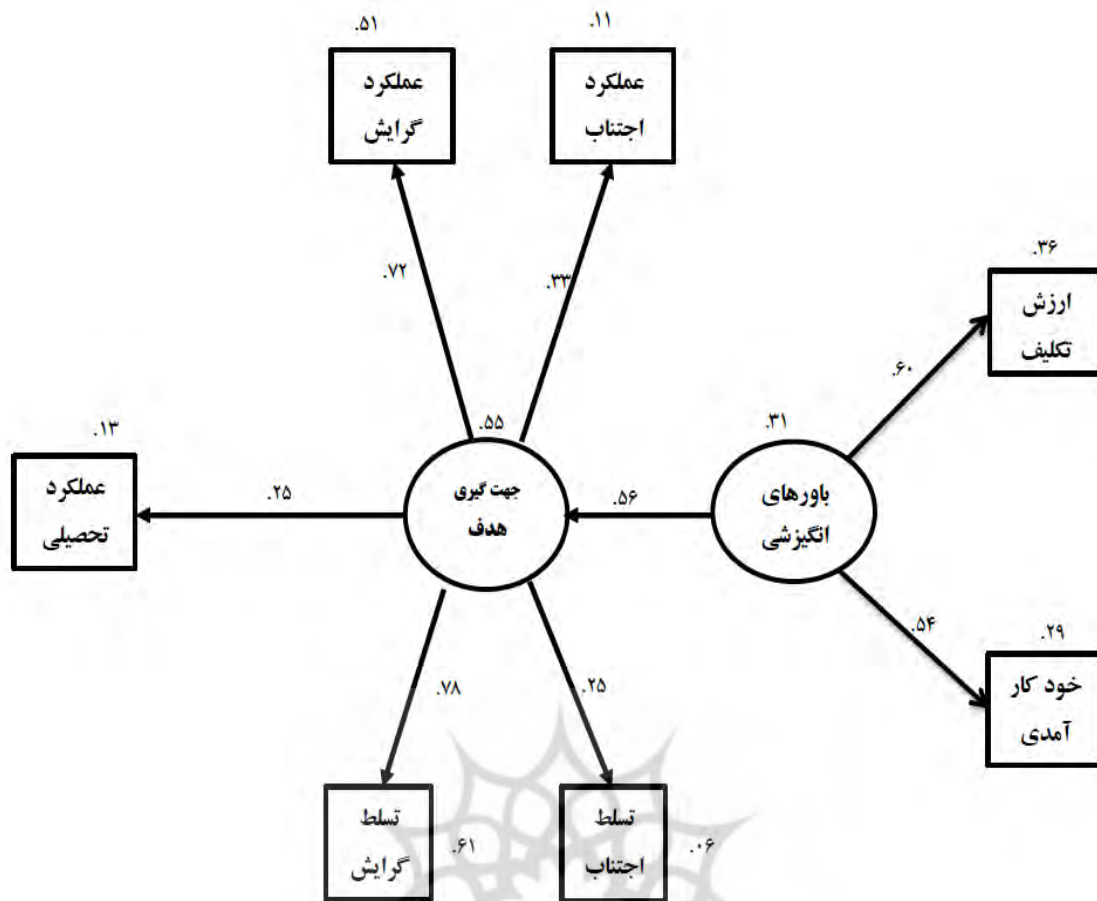 .۵۱
.۱۱
عملکرد
گرایش
عملکرد
اجتناب
.۳۶
ارزش
تکلیف
.۷۲
.۳۳
.۶۰
.۱۳
عملکرد
تحصیلی
.۲۵
.۵۵
جهت گیری
هدف
.۵۶
.۳۱
باورهای
انگیزشی
.۵۴
.۲۹
خود کار
آمدی
.۷۸
.۲۵
تسلط
گرایش
.۶۱
تسلط
اجتناب
.۰۶